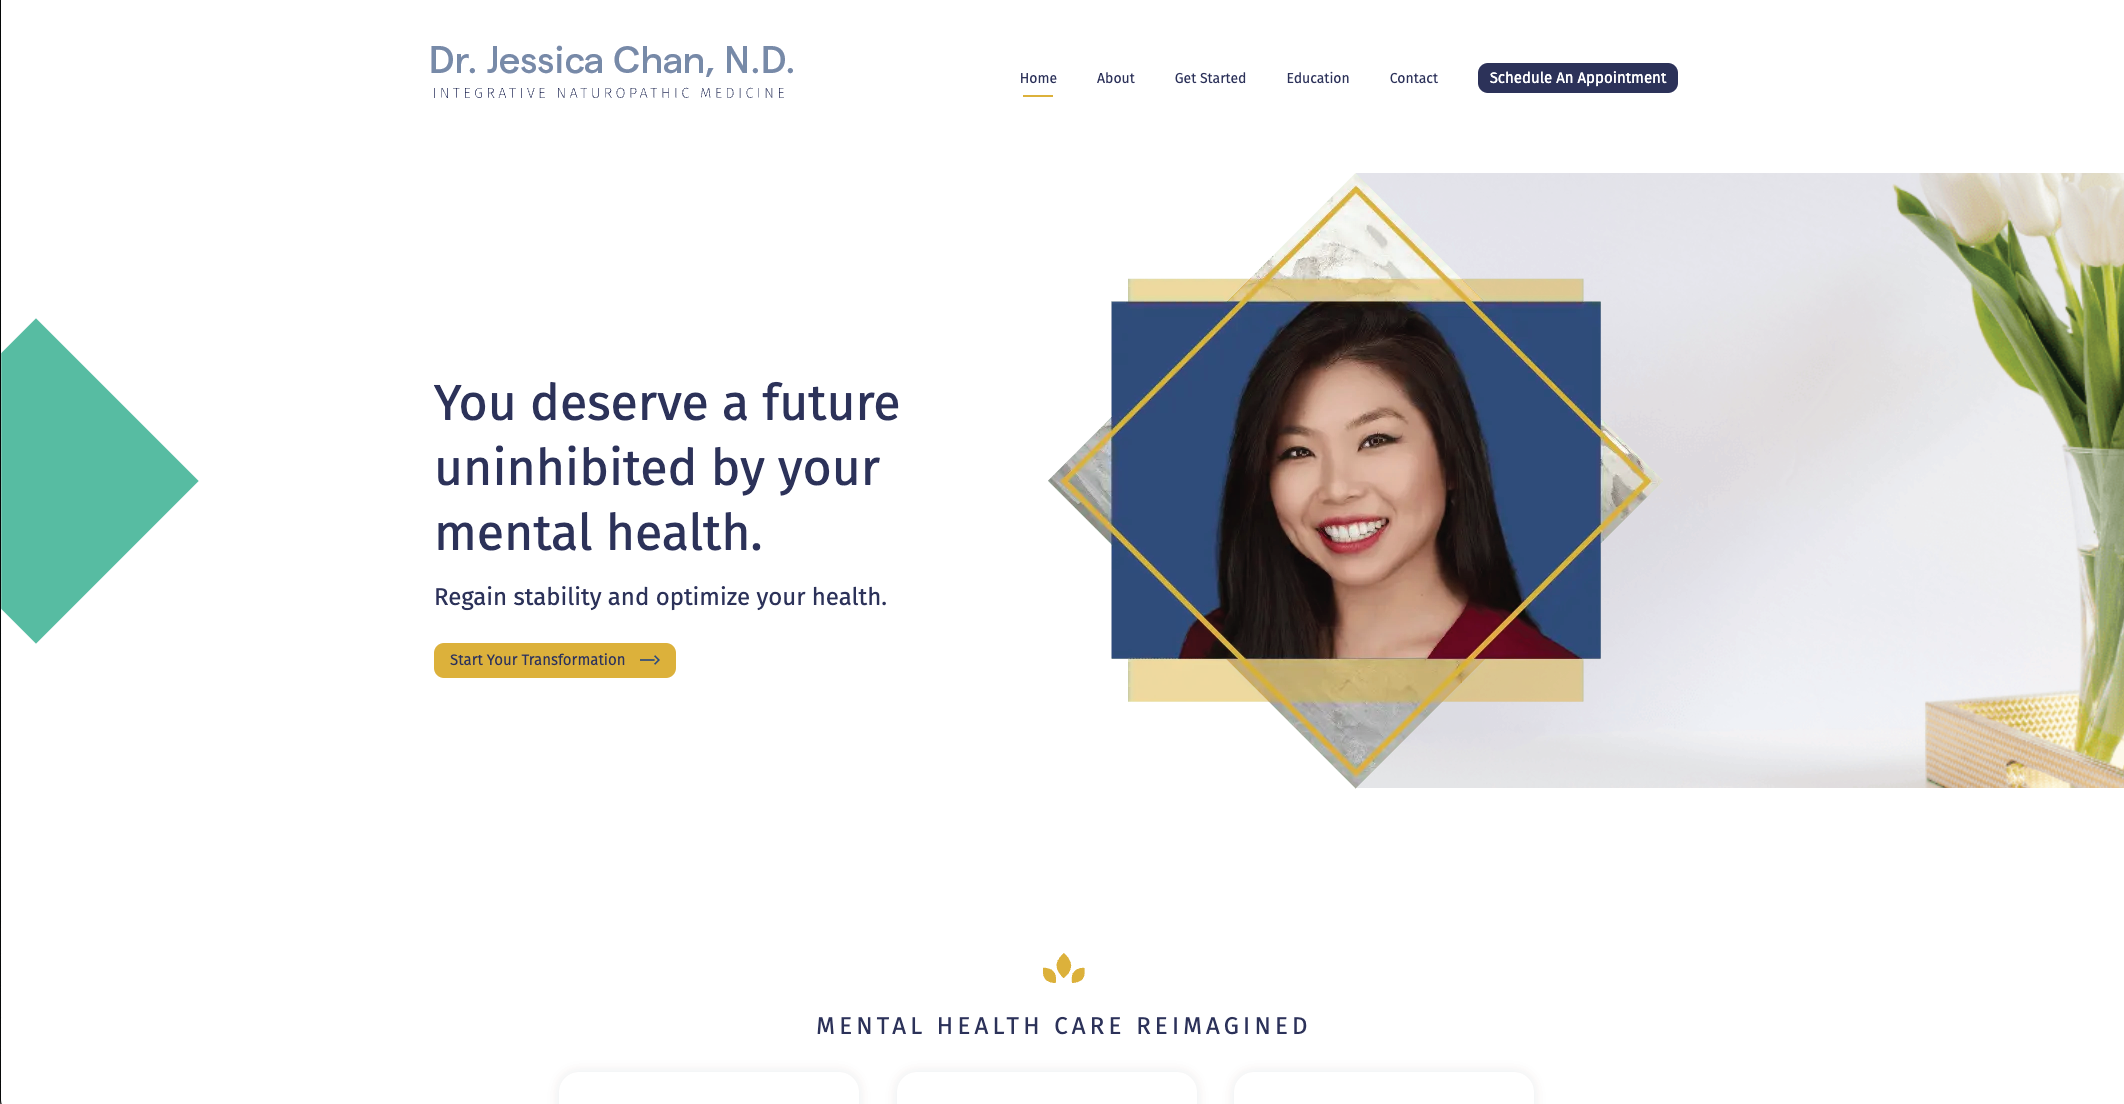 Dr. Jessica Chan, N.D.
INTEGRATIVE NATUROPATHIC MEDICINE
Home
About
Get Started
Education
Contact
Schedule An Appointment
You deserve a future
uninhibited by your
mental health.
Regain stability and optimize your health.
Start Your Transformation
MENTAL HEALTH CARE REIMAGINED